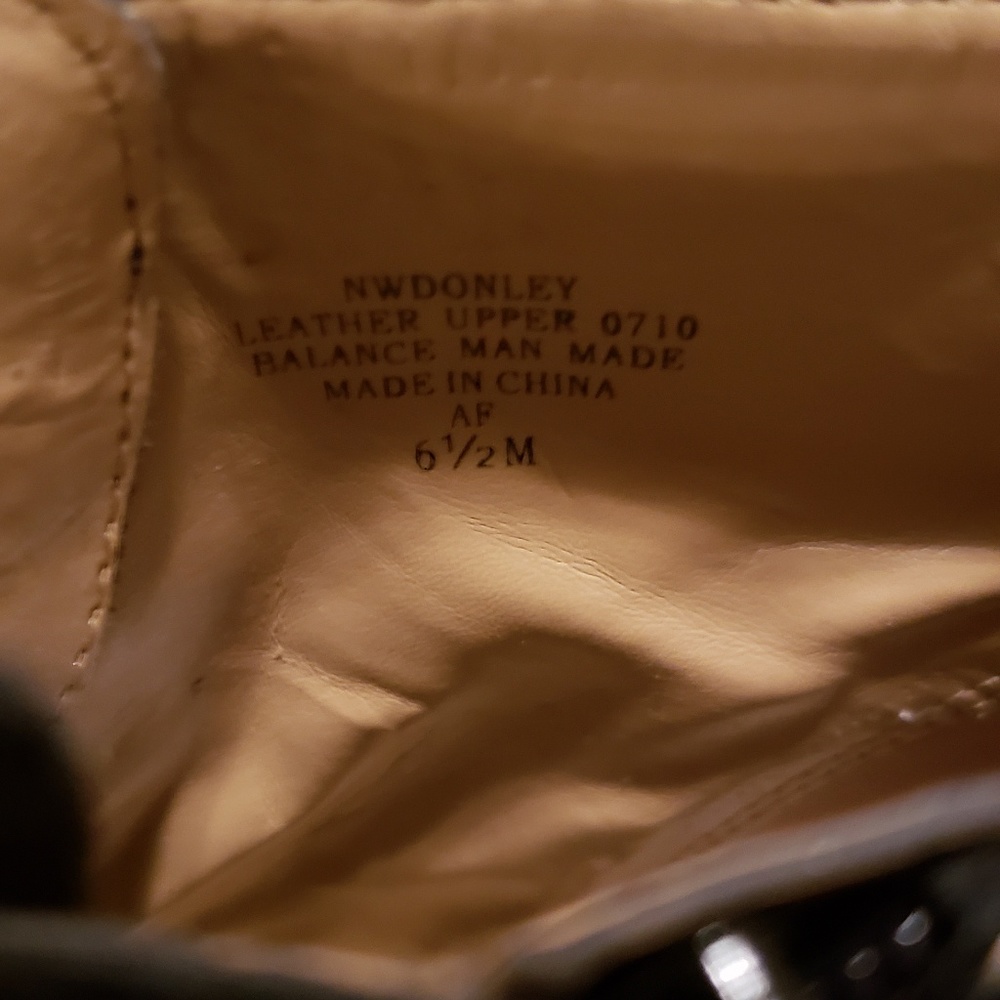 NWDONLEY
LEATHER UPPER 0710
BALANCE MAN MADE
MADE IN CHINA
AF
6½M